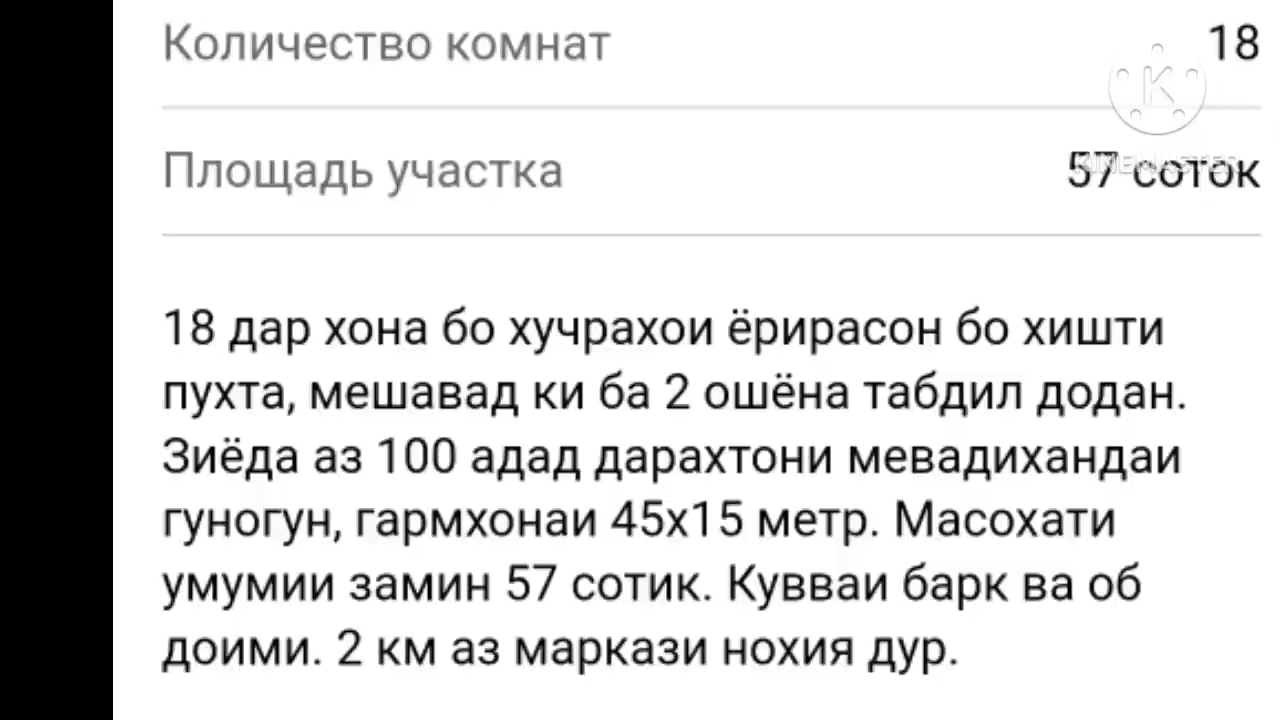 Количество комнат 18
Площадь участка 57 соток
KINEMASTER
18 дар хона бо хучрахои ёрирасон бо хишти
пухта, мешавад ки ба 2 ошёна табдил додан.
Зиёда аз 100 адад дарахтони мевадихандаи
гуногун, гармхонаи 45х15 метр. Масохати
умумии замин 57 сотик. Кувваи барк ва об
доими. 2 км аз маркази нохия дур.